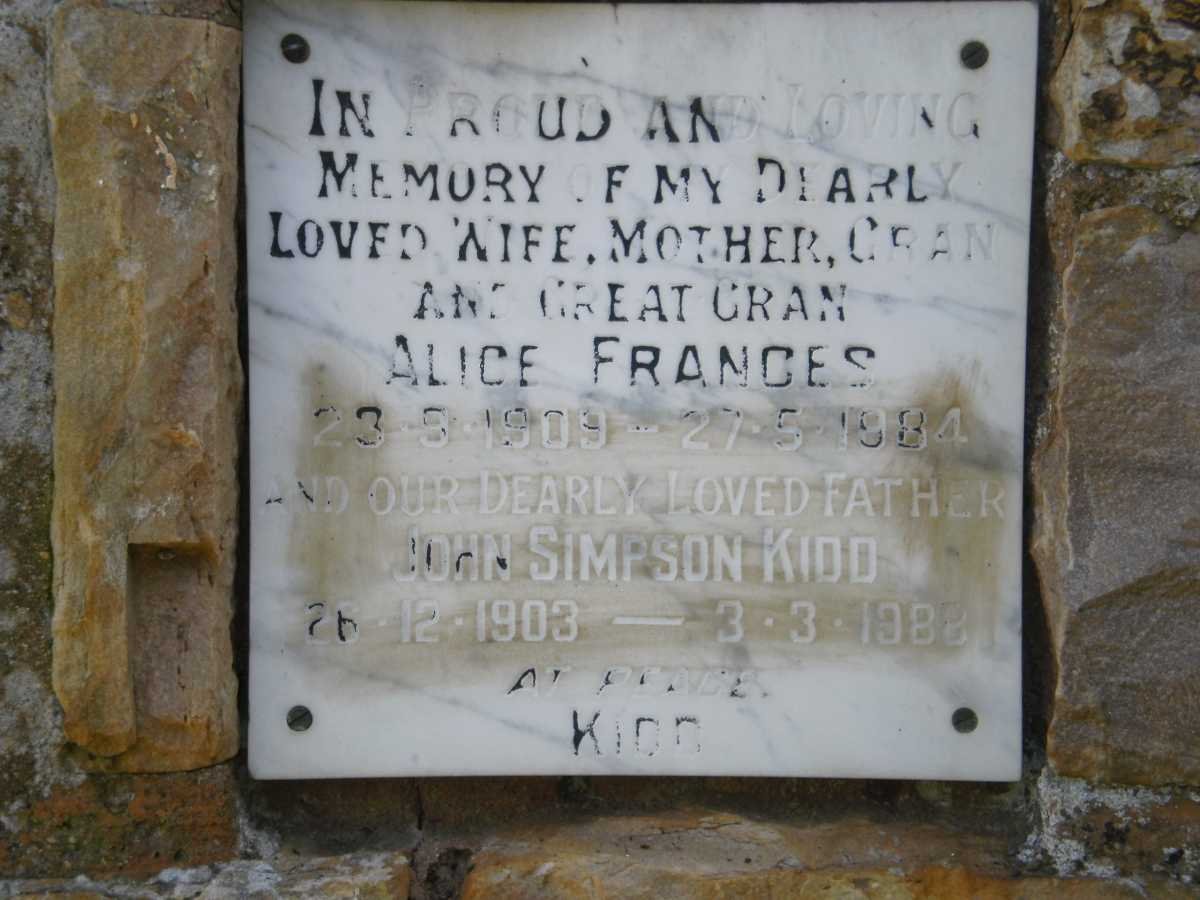 IN PROUD AND LOVING
MEMORY OF MY DEARLY
LOVED WIFE, MOTHER, GRAN
AND GREAT GRAN
ALICE FRANCES
23·9·1909 – 27·5·1984
AND OUR DEARLY LOVED FATHER
JOHN SIMPSON KIDD
26·12·1903 — 3·3·1988
AT PEACE.
KIDD